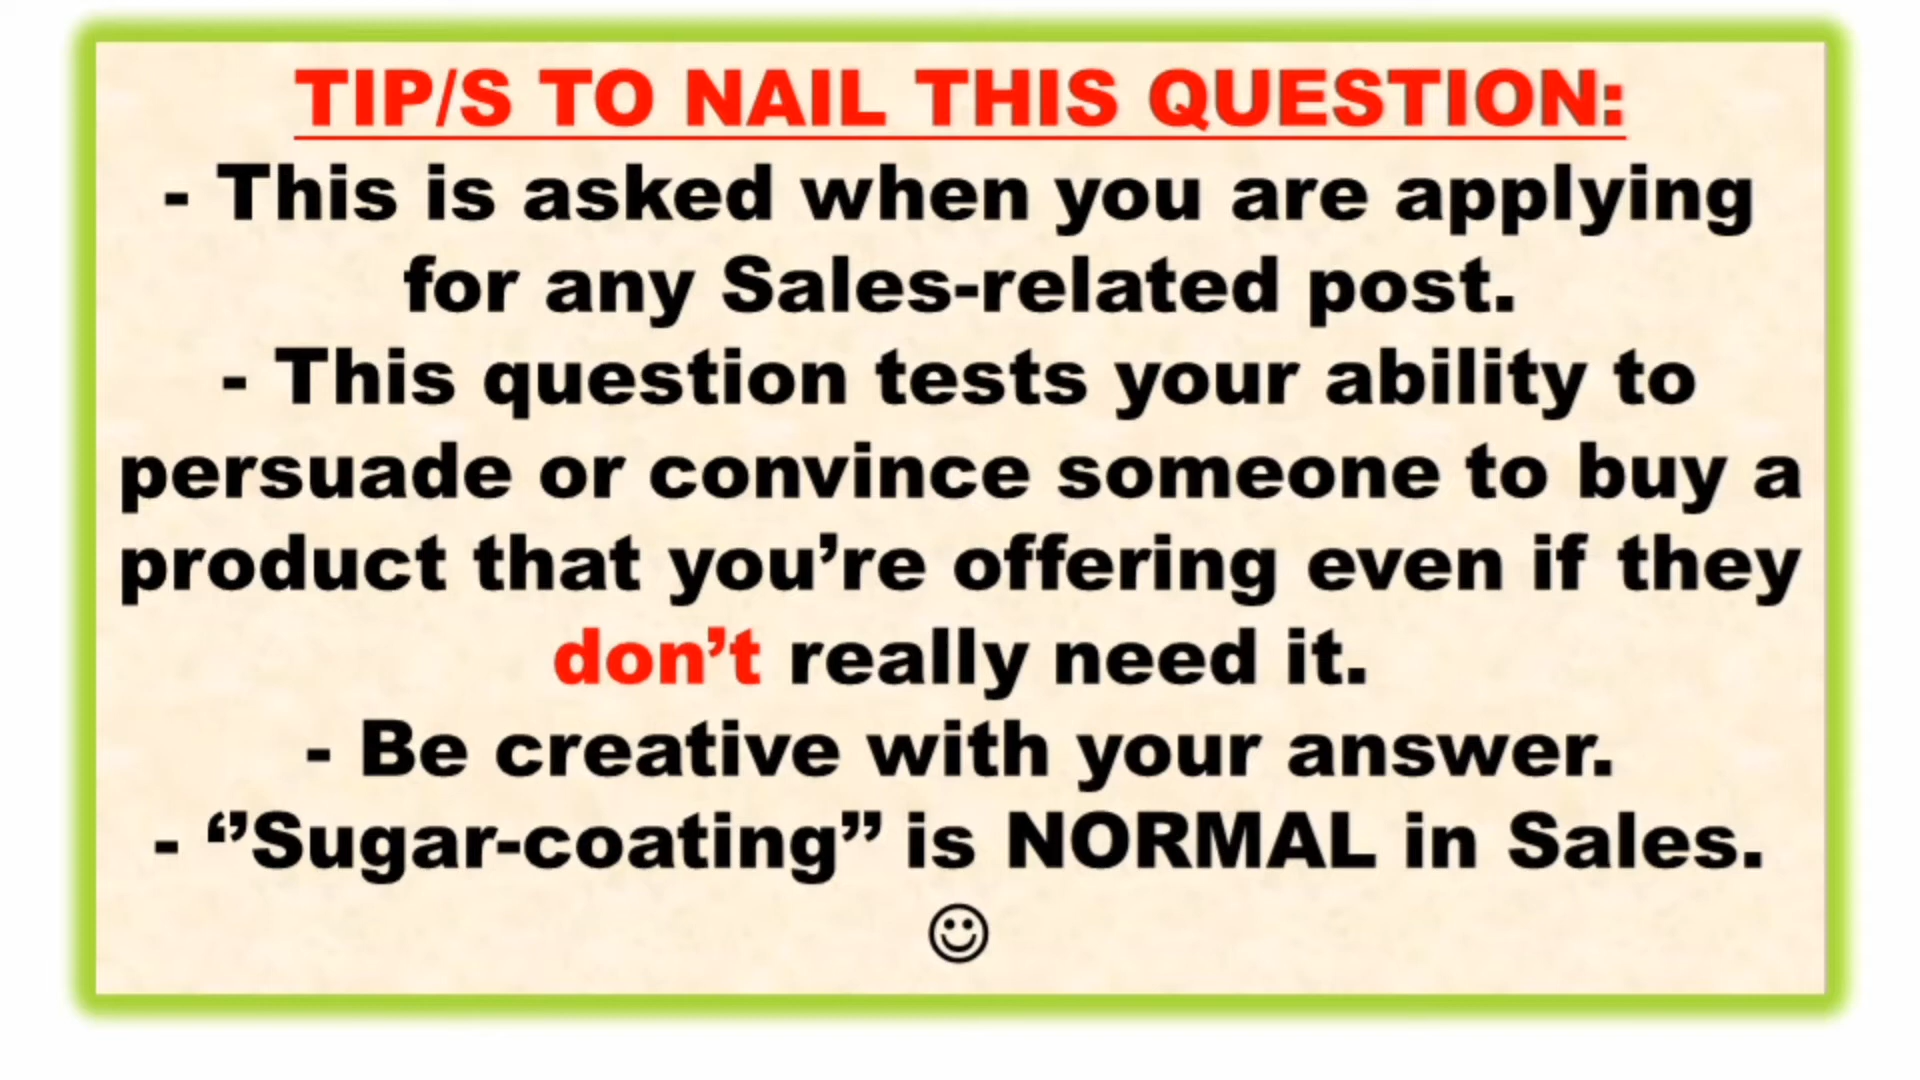 TIP/S TO NAIL THIS QUESTION:
- This is asked when you are applying
for any Sales-related post.
- This question tests your ability to
persuade or convince someone to buy a
product that you’re offering even if they
don’t really need it.
- Be creative with your answer.
- ‘’Sugar-coating’’ is NORMAL in Sales.
☺